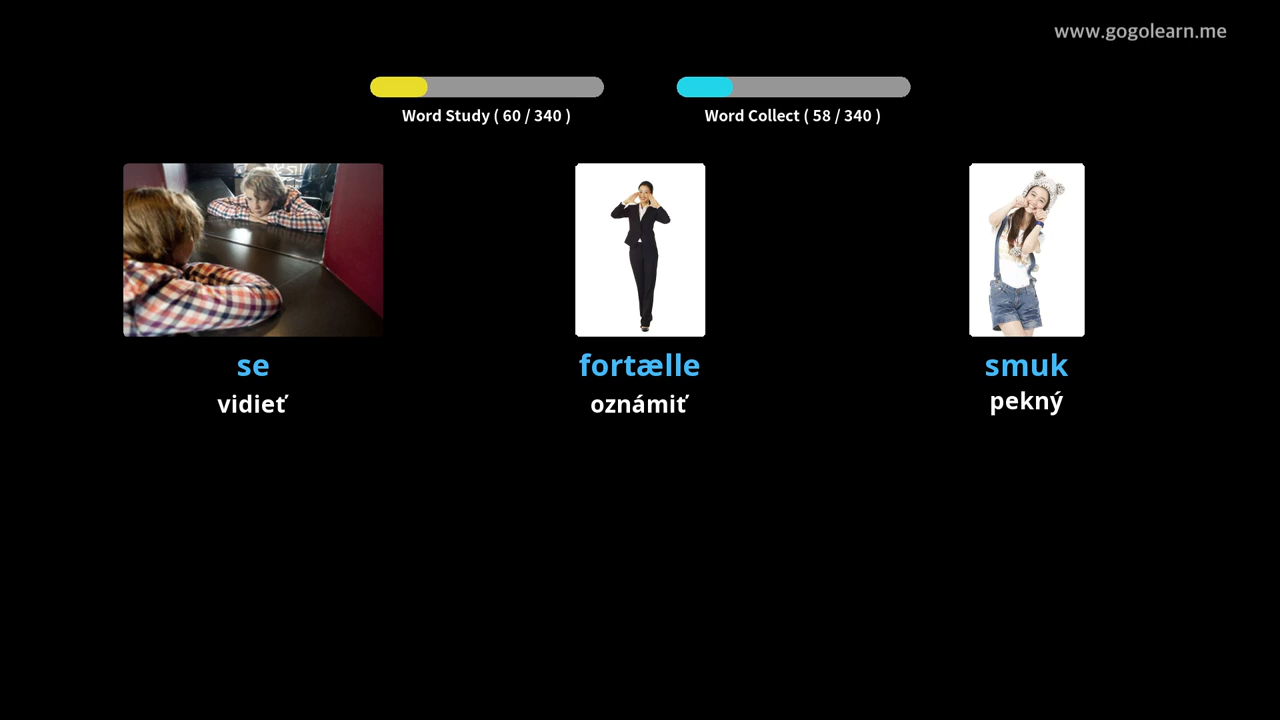 www.gogolearn.me
Word Study ( 60 / 340 )
Word Collect ( 58 / 340 )
se
fortælle
smuk
vidieť
oznámiť
pekný